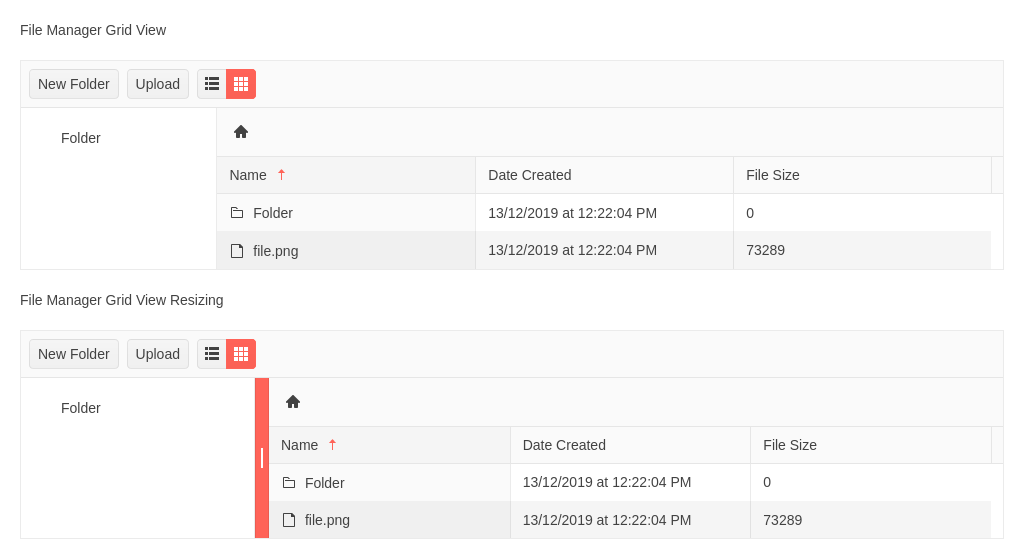 File Manager Grid View
New Folder Upload
Folder
Name Date Created File Size
Folder 13/12/2019 at 12:22:04 PM 0
file.png 13/12/2019 at 12:22:04 PM 73289
File Manager Grid View Resizing
New Folder Upload
Folder
Name Date Created File Size
Folder 13/12/2019 at 12:22:04 PM 0
file.png 13/12/2019 at 12:22:04 PM 73289